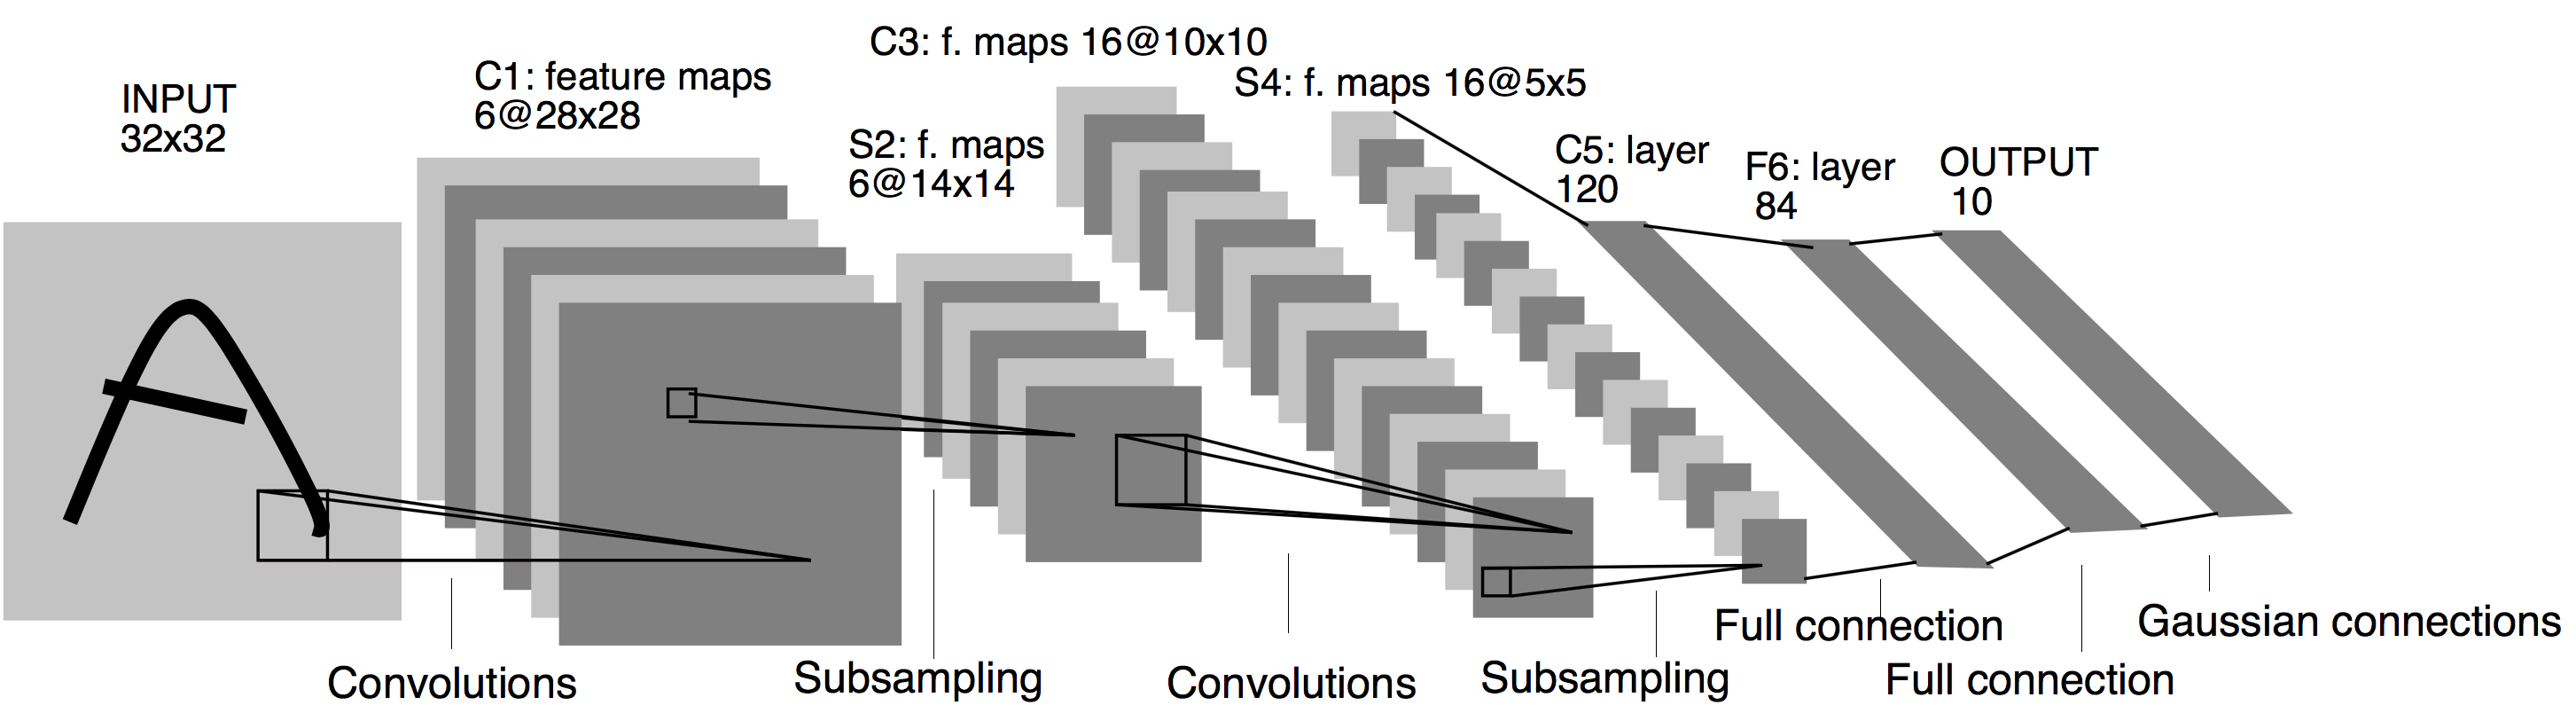 INPUT
32x32
C1: feature maps
6@28x28
S2: f. maps
6@14x14
C3: f. maps 16@10x10
S4: f. maps 16@5x5
C5: layer
120
F6: layer
84
OUTPUT
10
Convolutions
Subsampling
Convolutions
Subsampling
Full connection
Full connection
Gaussian connections